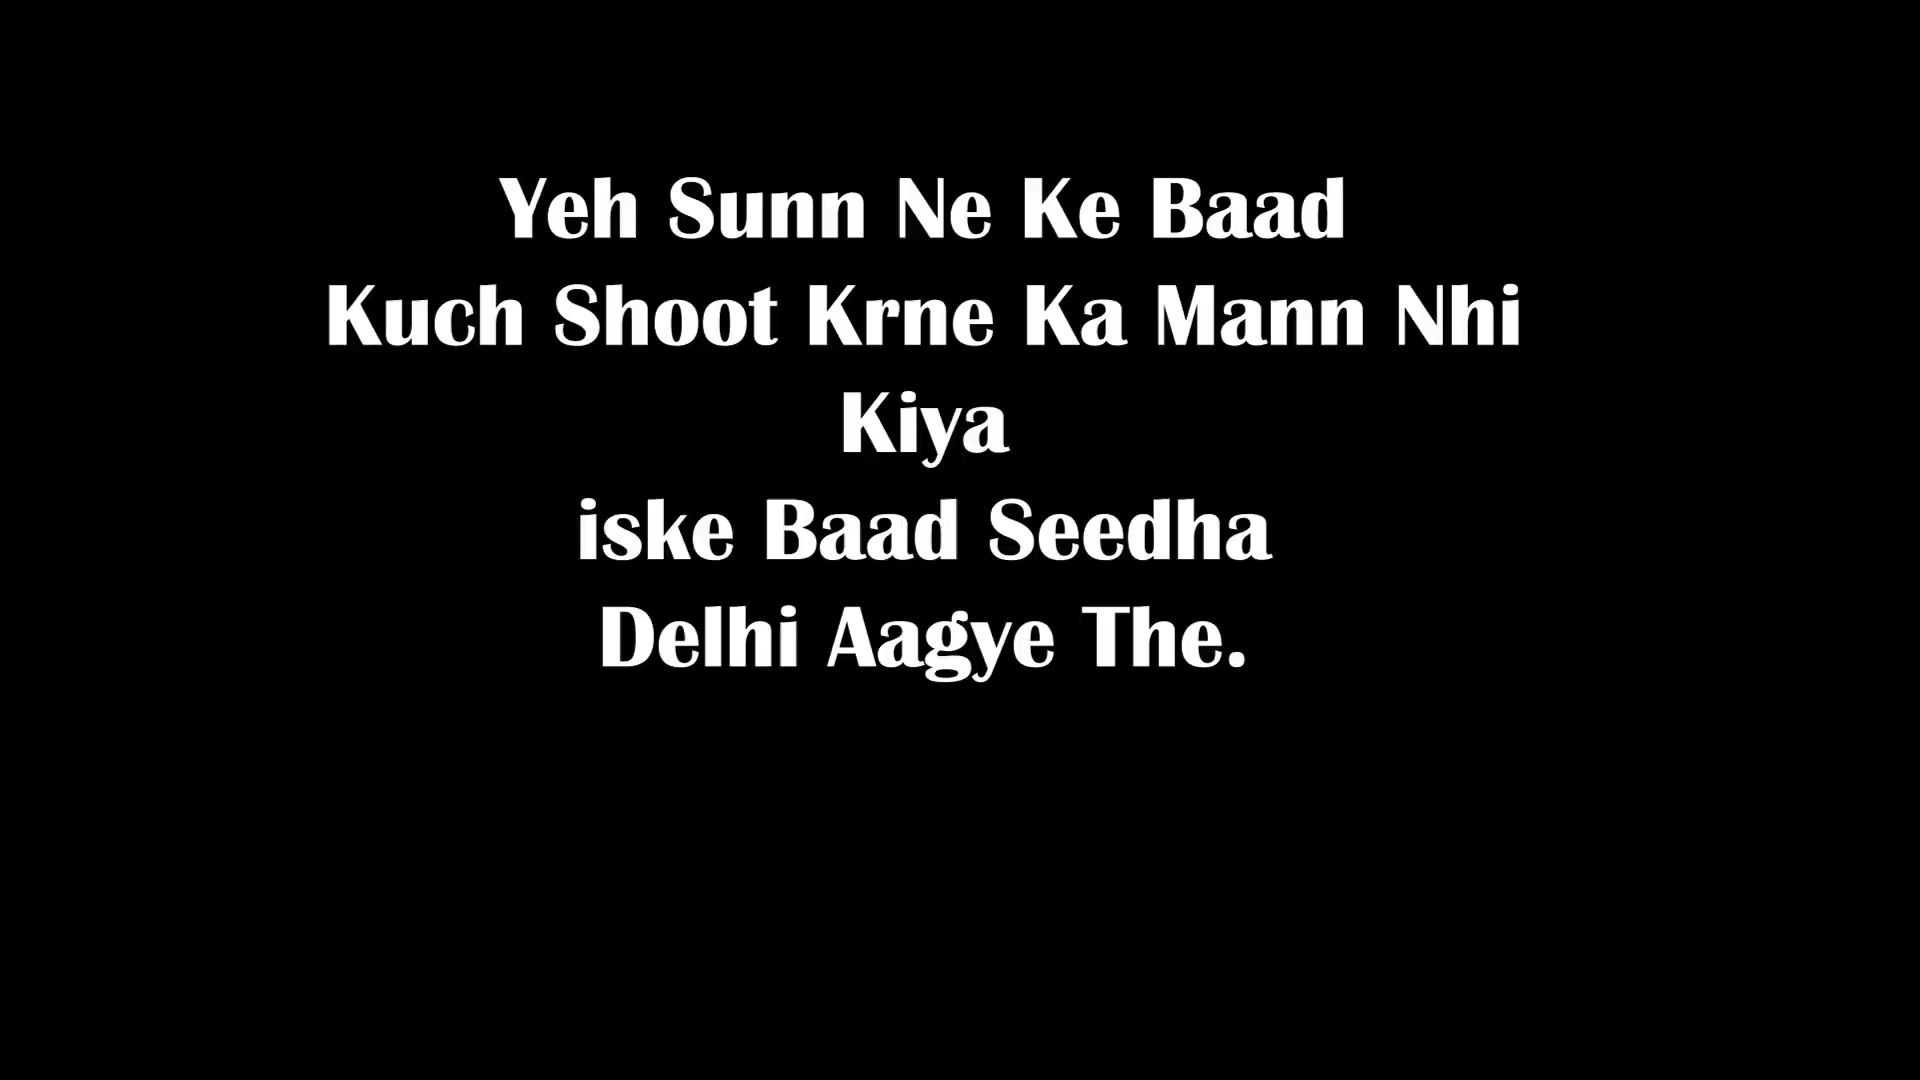 Yeh Sunn Ne Ke Baad
Kuch Shoot Krne Ka Mann Nhi
Kiya
iske Baad Seedha
Delhi Aagye The.